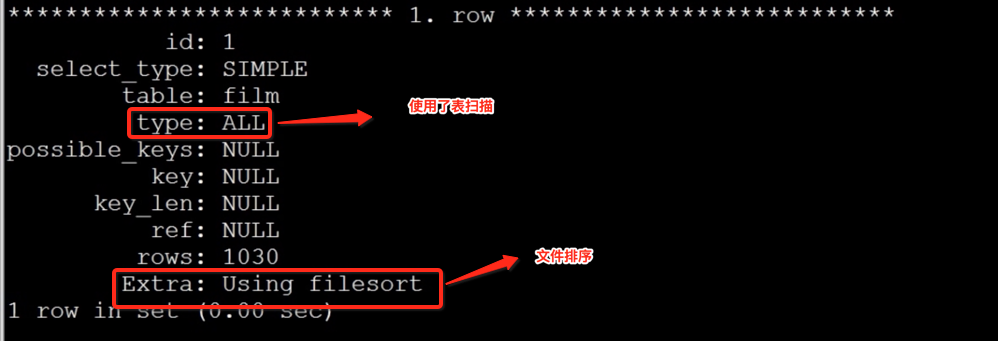 *************************** 1. row ***************************
id: 1
select_type: SIMPLE
table: film
type: ALL
使用了表扫描
possible_keys: NULL
key: NULL
key_len: NULL
ref: NULL
rows: 1030
文件排序
Extra: Using filesort
1 row in set (0.00 sec)